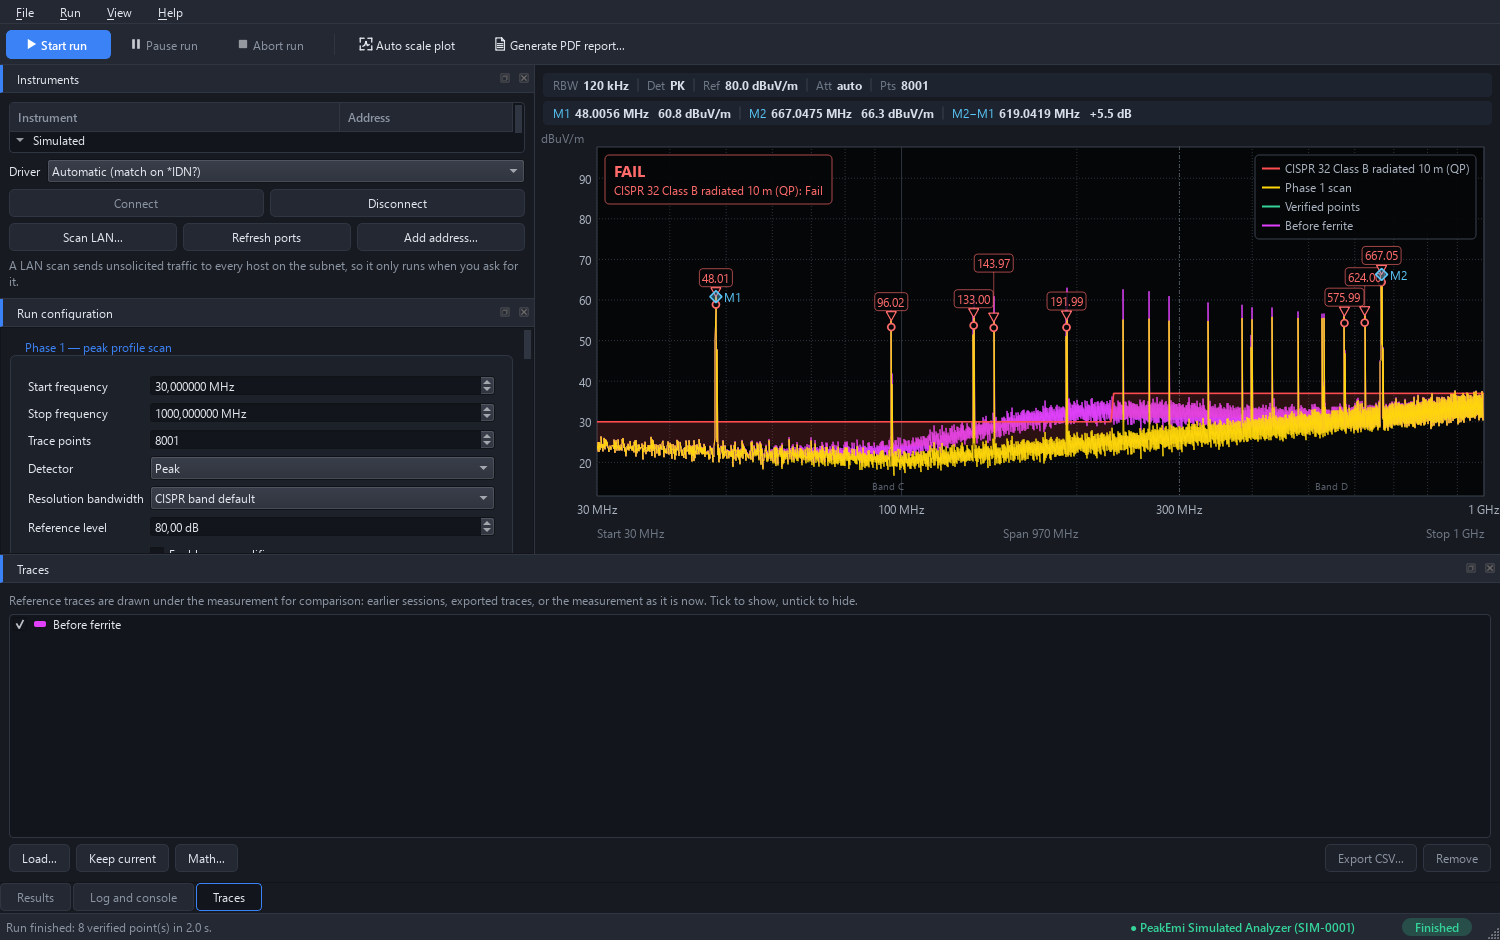 File Run View Help
Start run Pause run Abort run Auto scale plot Generate PDF report...
Instruments
Instrument Address
Simulated
Driver Automatic (match on *IDN?)
Connect Disconnect
Scan LAN... Refresh ports Add address...
A LAN scan sends unsolicited traffic to every host on the subnet, so it only runs when you ask for
it.
Run configuration
Phase 1 — peak profile scan
Start frequency 30,000000 MHz
Stop frequency 1000,000000 MHz
Trace points 8001
Detector Peak
Resolution bandwidth CISPR band default
Reference level 80,00 dB
RBW 120 kHz Det PK Ref 80.0 dBuV/m Att auto Pts 8001
M1 48.0056 MHz 60.8 dBuV/m M2 667.0475 MHz 66.3 dBuV/m M2−M1 619.0419 MHz +5.5 dB
dBuV/m
FAIL
CISPR 32 Class B radiated 10 m (QP): Fail
CISPR 32 Class B radiated 10 m (QP)
Phase 1 scan
Verified points
Before ferrite
90
80
70
60
50
40
30
20
48.01
M1
96.02
133.00
143.97
191.99
575.99
624.0
667.05
M2
Band C
Band D
30 MHz 100 MHz 300 MHz 1 GHz
Start 30 MHz Span 970 MHz Stop 1 GHz
Traces
Reference traces are drawn under the measurement for comparison: earlier sessions, exported traces, or the measurement as it is now. Tick to show, untick to hide.
Before ferrite
Load... Keep current Math... Export CSV... Remove
Results Log and console Traces
Run finished: 8 verified point(s) in 2.0 s. PeakEmi Simulated Analyzer (SIM-0001) Finished